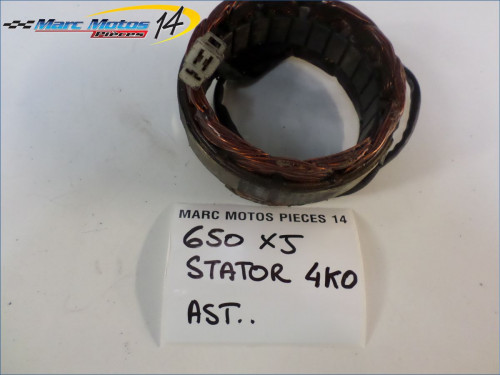 Marc Motos 14
Pieces
MARC MOTOS PIECES 14
650 XJ
STATOR 4KO
AST..